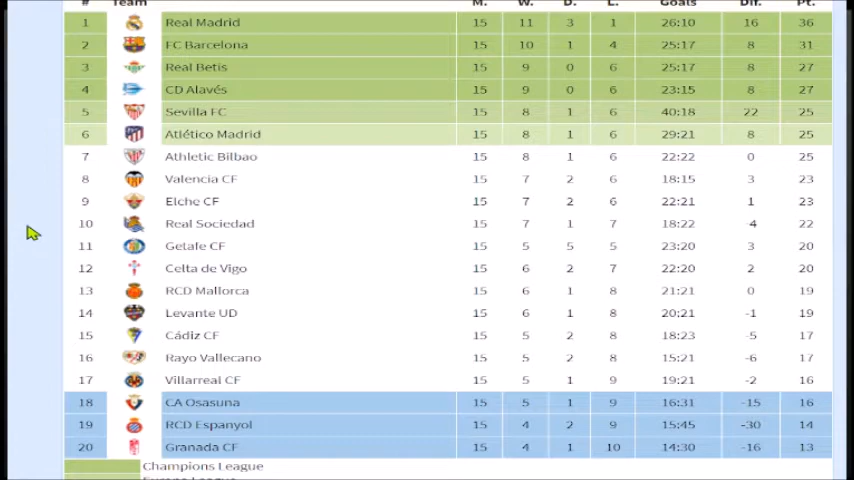 # Team M. W. D. L. Goals Dif. Pt.
1 Real Madrid 15 11 3 1 26:10 16 36
2 FC Barcelona 15 10 1 4 25:17 8 31
3 Real Betis 15 9 0 6 25:17 8 27
4 CD Alavés 15 9 0 6 23:15 8 27
5 Sevilla FC 15 8 1 6 40:18 22 25
6 Atlético Madrid 15 8 1 6 29:21 8 25
7 Athletic Bilbao 15 8 1 6 22:22 0 25
8 Valencia CF 15 7 2 6 18:15 3 23
9 Elche CF 15 7 2 6 22:21 1 23
10 Real Sociedad 15 7 1 7 18:22 -4 22
11 Getafe CF 15 5 5 5 23:20 3 20
12 Celta de Vigo 15 6 2 7 22:20 2 20
13 RCD Mallorca 15 6 1 8 21:21 0 19
14 Levante UD 15 6 1 8 20:21 -1 19
15 Cádiz CF 15 5 2 8 18:23 -5 17
16 Rayo Vallecano 15 5 2 8 15:21 -6 17
17 Villarreal CF 15 5 1 9 19:21 -2 16
18 CA Osasuna 15 5 1 9 16:31 -15 16
19 RCD Espanyol 15 4 2 9 15:45 -30 14
20 Granada CF 15 4 1 10 14:30 -16 13
Champions League